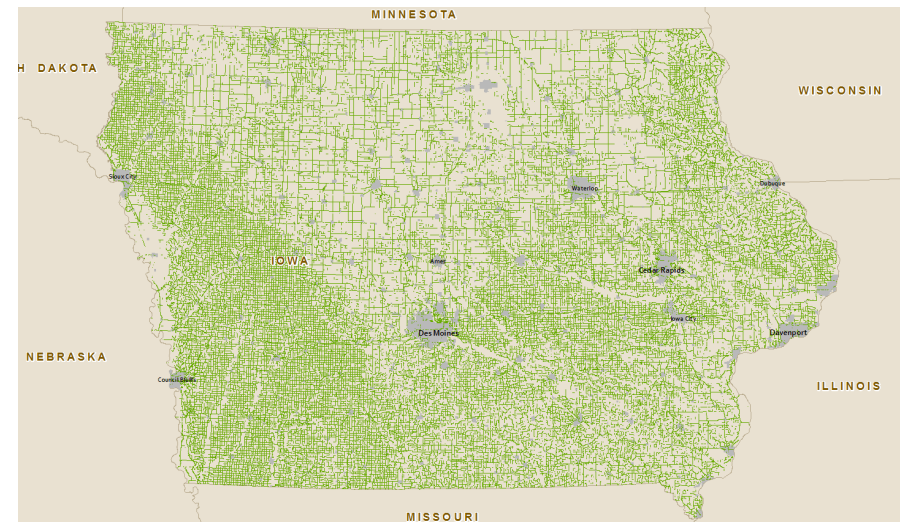 MINNESOTA
H DAKOTA
WISCONSIN
Sioux City
Waterloo
Dubuque
IOWA
Ames
Cedar Rapids
Iowa City
Des Moines
Davenport
NEBRASKA
Council Bluffs
ILLINOIS
MISSOURI